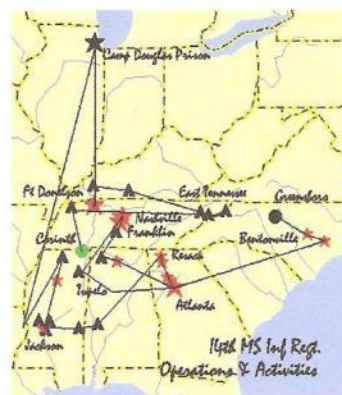 Camp Douglas Prison
Ft Donelson
East Tennessee
Greensboro
Nashville
Franklin
Bentonville
Corinth
Resaca
Tupelo
Atlanta
Jackson
14th MS Inf Regt.
Operations & Activities